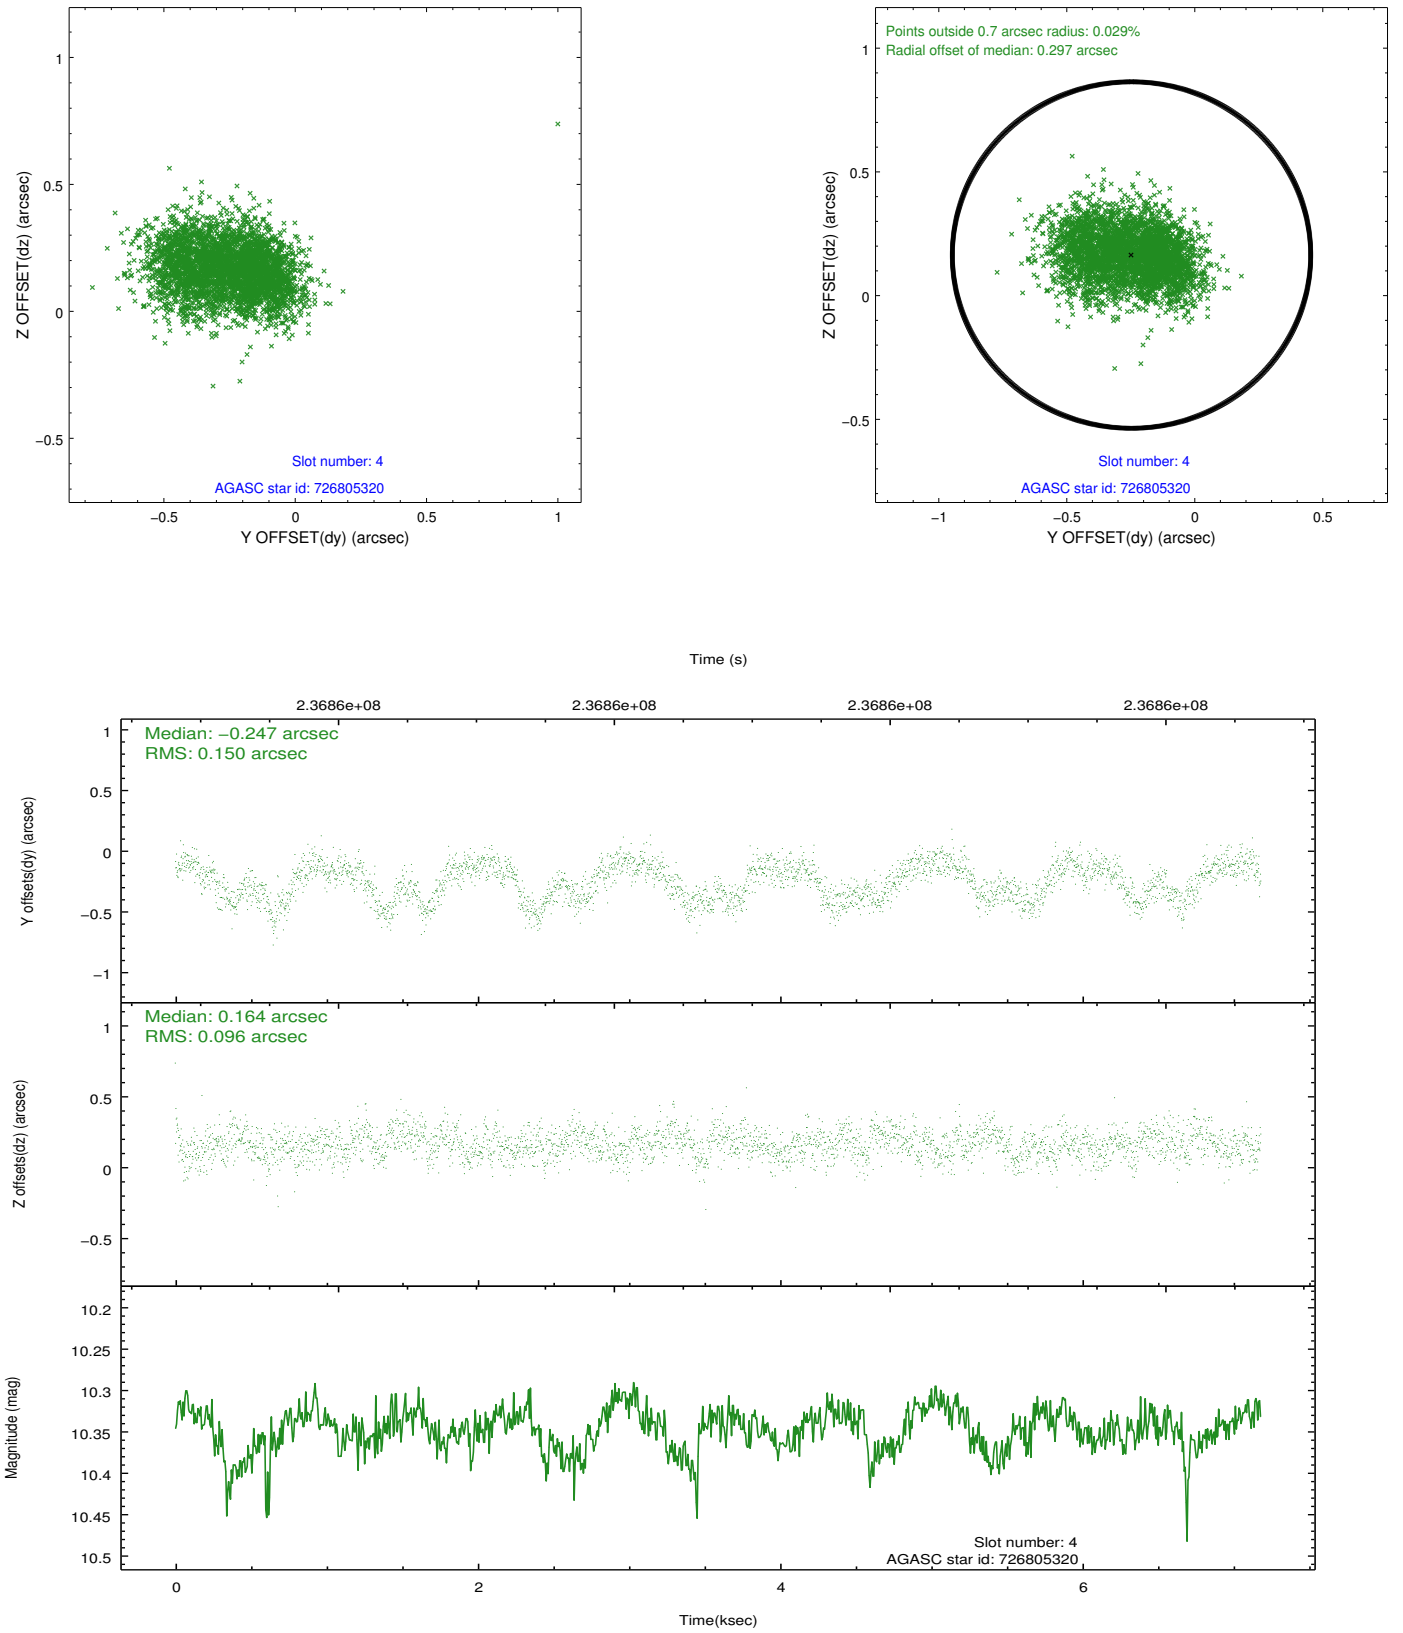 1
0.5
0
−0.5
Z OFFSET(dz) (arcsec)
Slot number: 4
AGASC star id: 726805320
−0.5 0 0.5 1
Y OFFSET(dy) (arcsec)
Points outside 0.7 arcsec radius: 0.029%
Radial offset of median: 0.297 arcsec
1
0.5
0
−0.5
Z OFFSET(dz) (arcsec)
Slot number: 4
AGASC star id: 726805320
−1 −0.5 0 0.5
Y OFFSET(dy) (arcsec)
Time (s)
2.3686e+08 2.3686e+08 2.3686e+08 2.3686e+08
Median: −0.247 arcsec
RMS: 0.150 arcsec
1
0.5
0
−0.5
−1
Y offsets(dy) (arcsec)
Median: 0.164 arcsec
RMS: 0.096 arcsec
1
0.5
0
−0.5
Z offsets(dz) (arcsec)
10.2
10.25
10.3
10.35
10.4
10.45
10.5
Magnitude (mag)
Slot number: 4
AGASC star id: 726805320
0 2 4 6
Time(ksec)